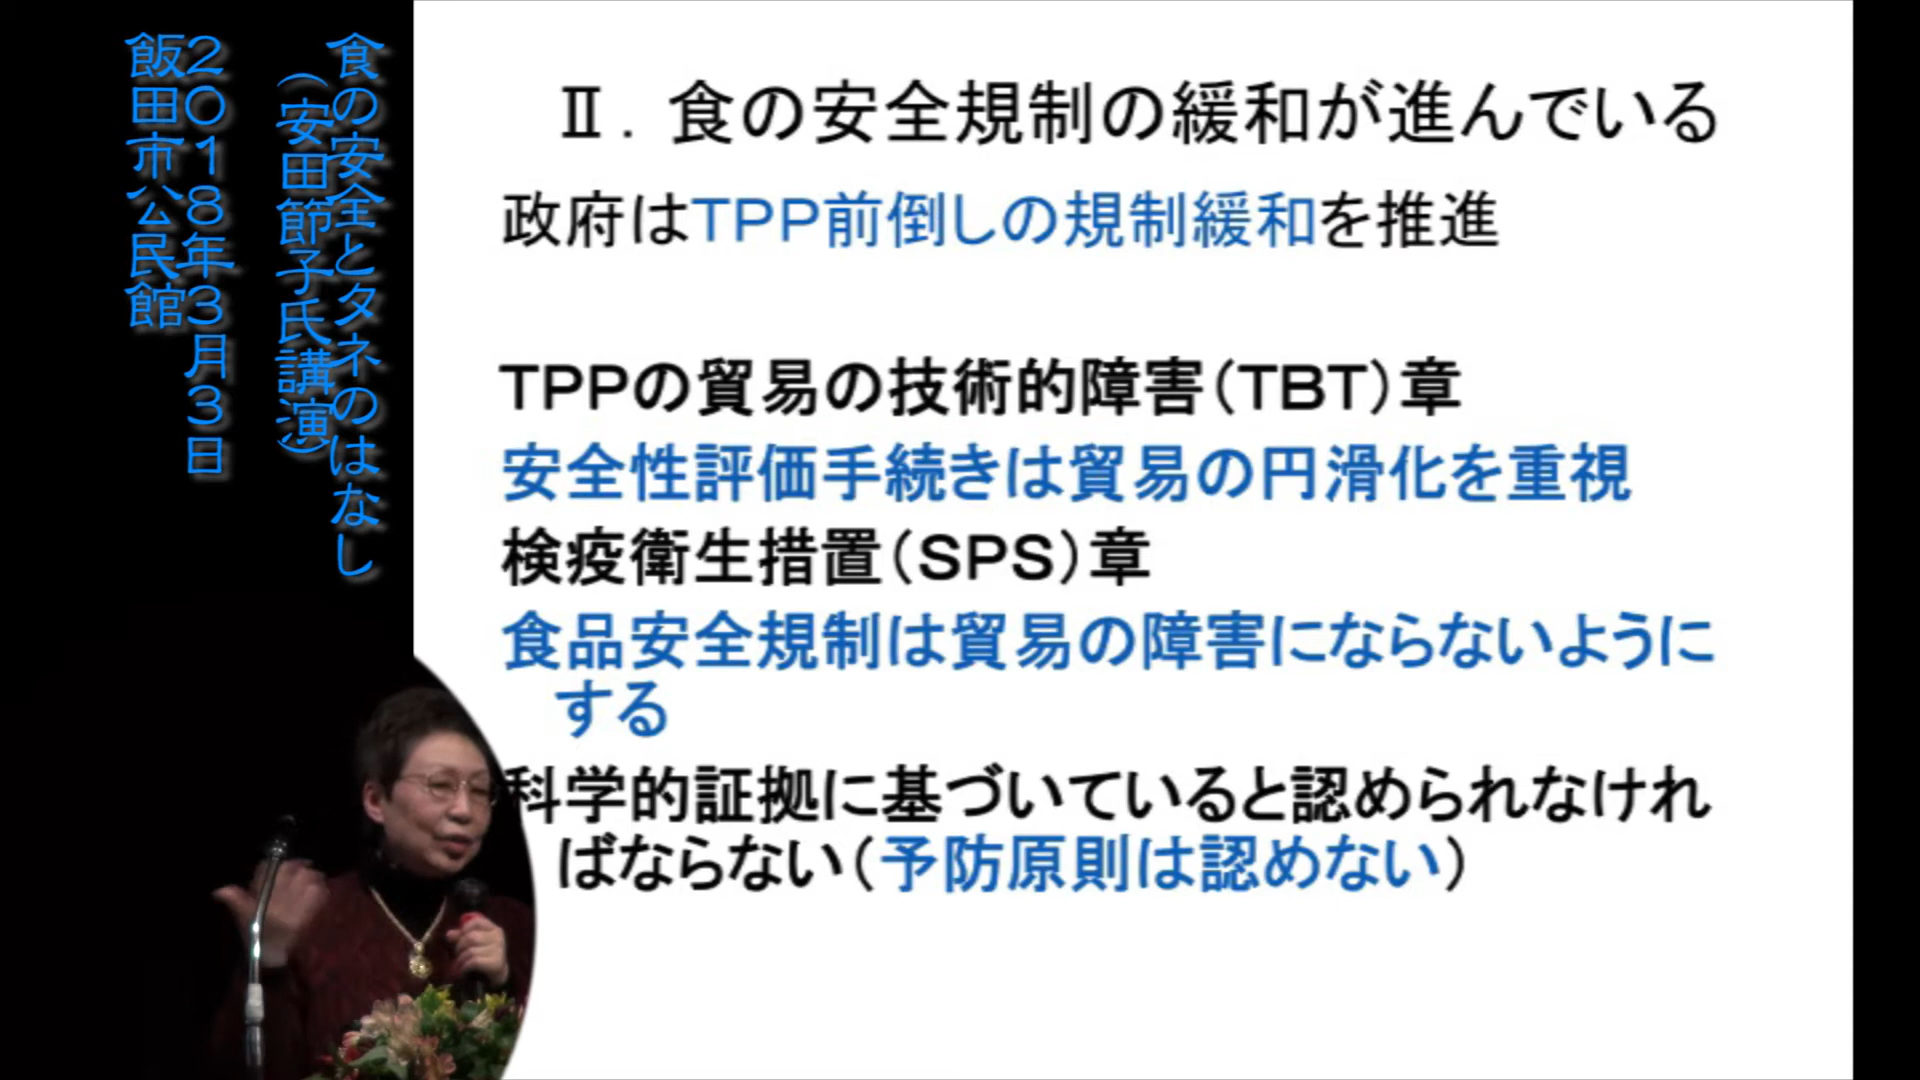 食の安全とタネのはなし
（安田節子氏講演）
２０１８年３月３日
飯田市公民館
Ⅱ．食の安全規制の緩和が進んでいる
政府はTPP前倒しの規制緩和を推進
TPPの貿易の技術的障害（TBT）章
安全性評価手続きは貿易の円滑化を重視
検疫衛生措置（SPS）章
食品安全規制は貿易の障害にならないように
する
科学的証拠に基づいていると認められなけれ
ばならない（予防原則は認めない）